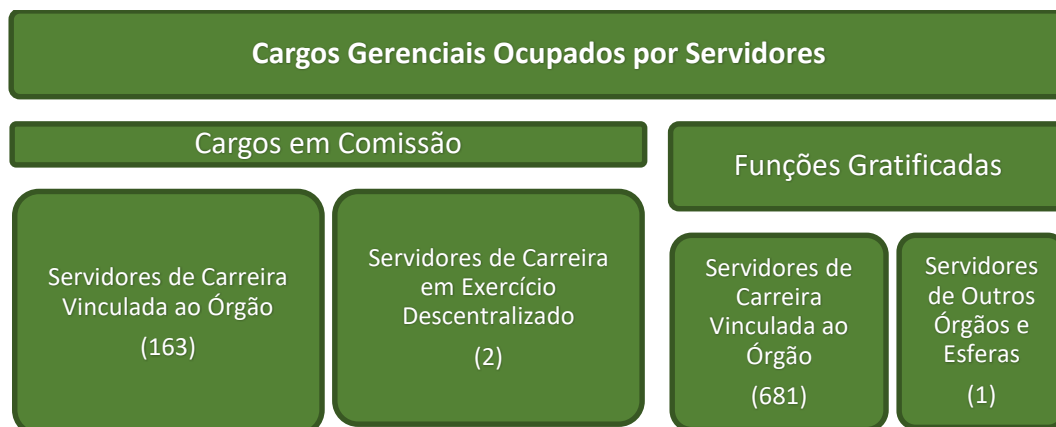 Cargos Gerenciais Ocupados por Servidores
Cargos em Comissão
Servidores de Carreira
Vinculada ao Órgão
(163)
Servidores de Carreira
em Exercício
Descentralizado
(2)
Funções Gratificadas
Servidores de
Carreira
Vinculada ao
Órgão
(681)
Servidores
de Outros
Órgãos e
Esferas
(1)